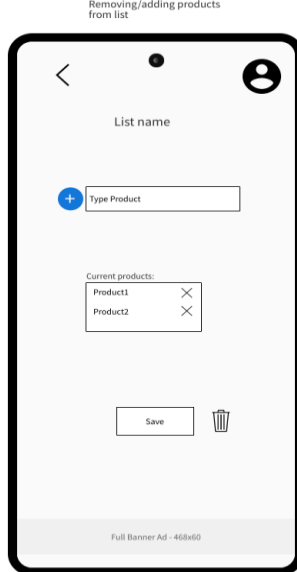 Removing/adding products
from list
List name
Type Product
Current products:
Product1
Product2
Save
Full Banner Ad - 468x60